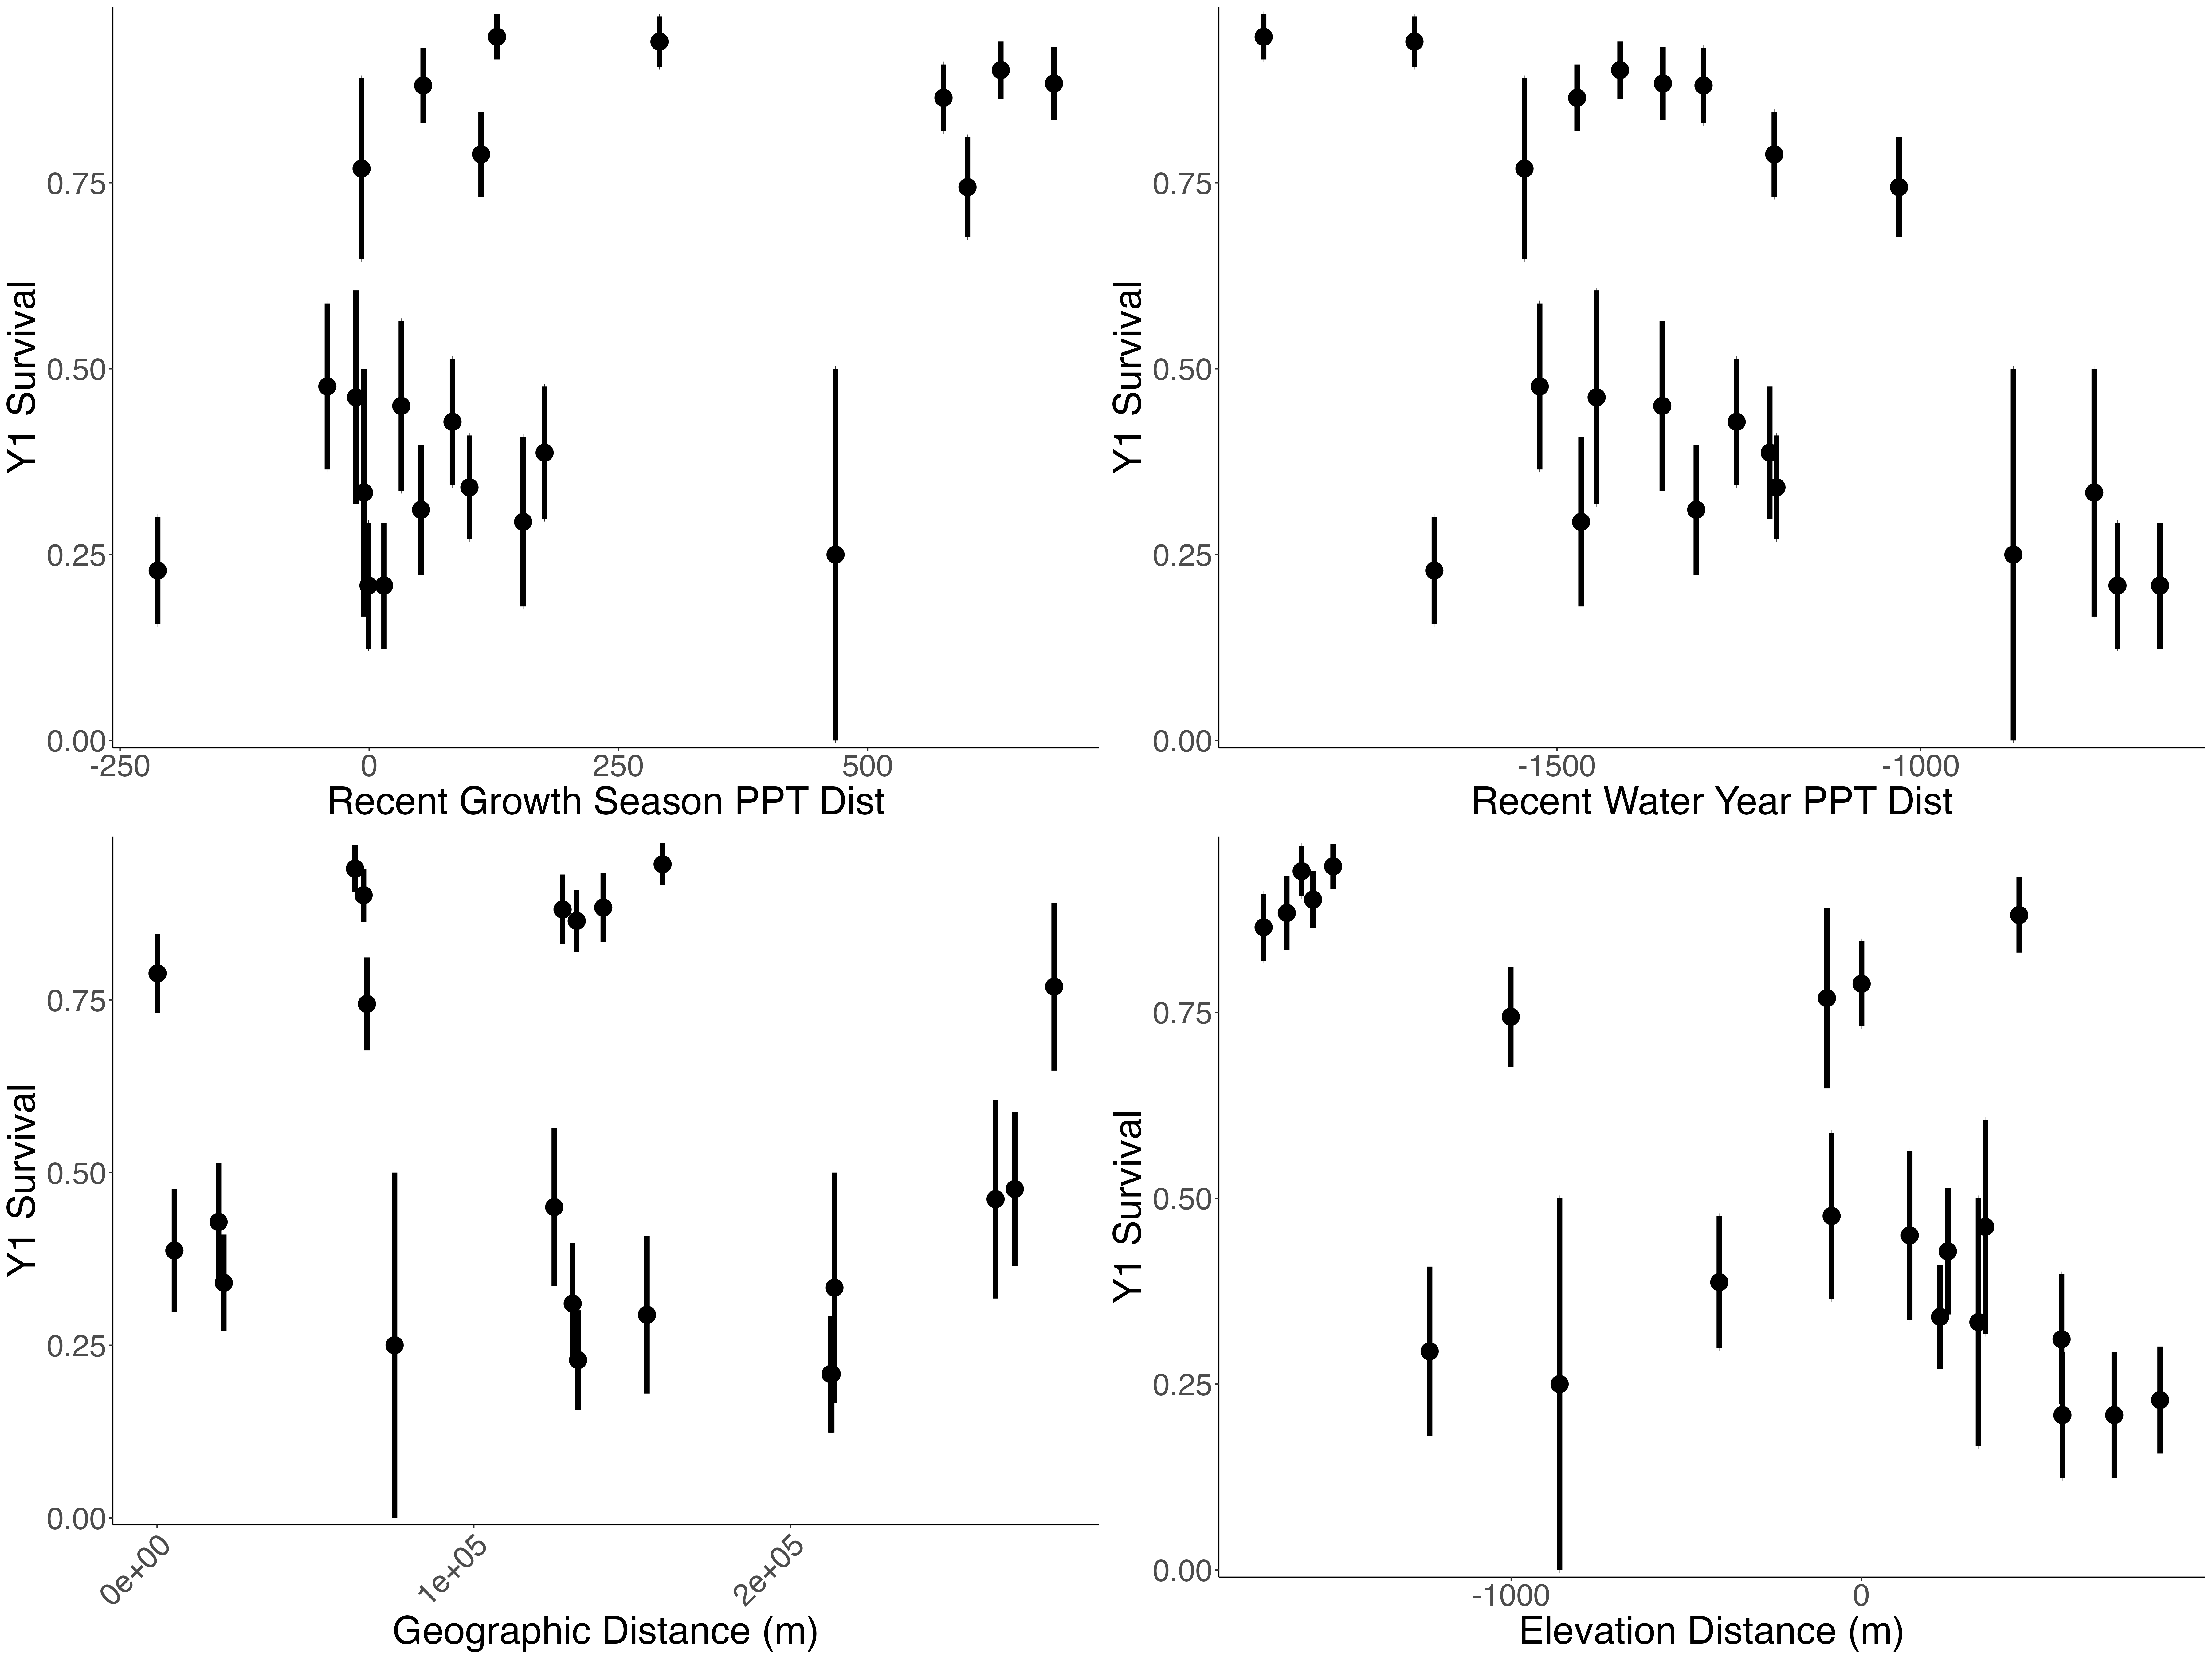 Y1 Survival
0.75
0.50
0.25
0.00
-250 0 250 500
Recent Growth Season PPT Dist
Y1 Survival
0.75
0.50
0.25
0.00
-1500 -1000
Recent Water Year PPT Dist
Y1 Survival
0.75
0.50
0.25
0.00
0e+00 1e+05 2e+05
Geographic Distance (m)
Y1 Survival
0.75
0.50
0.25
0.00
-1000 0
Elevation Distance (m)